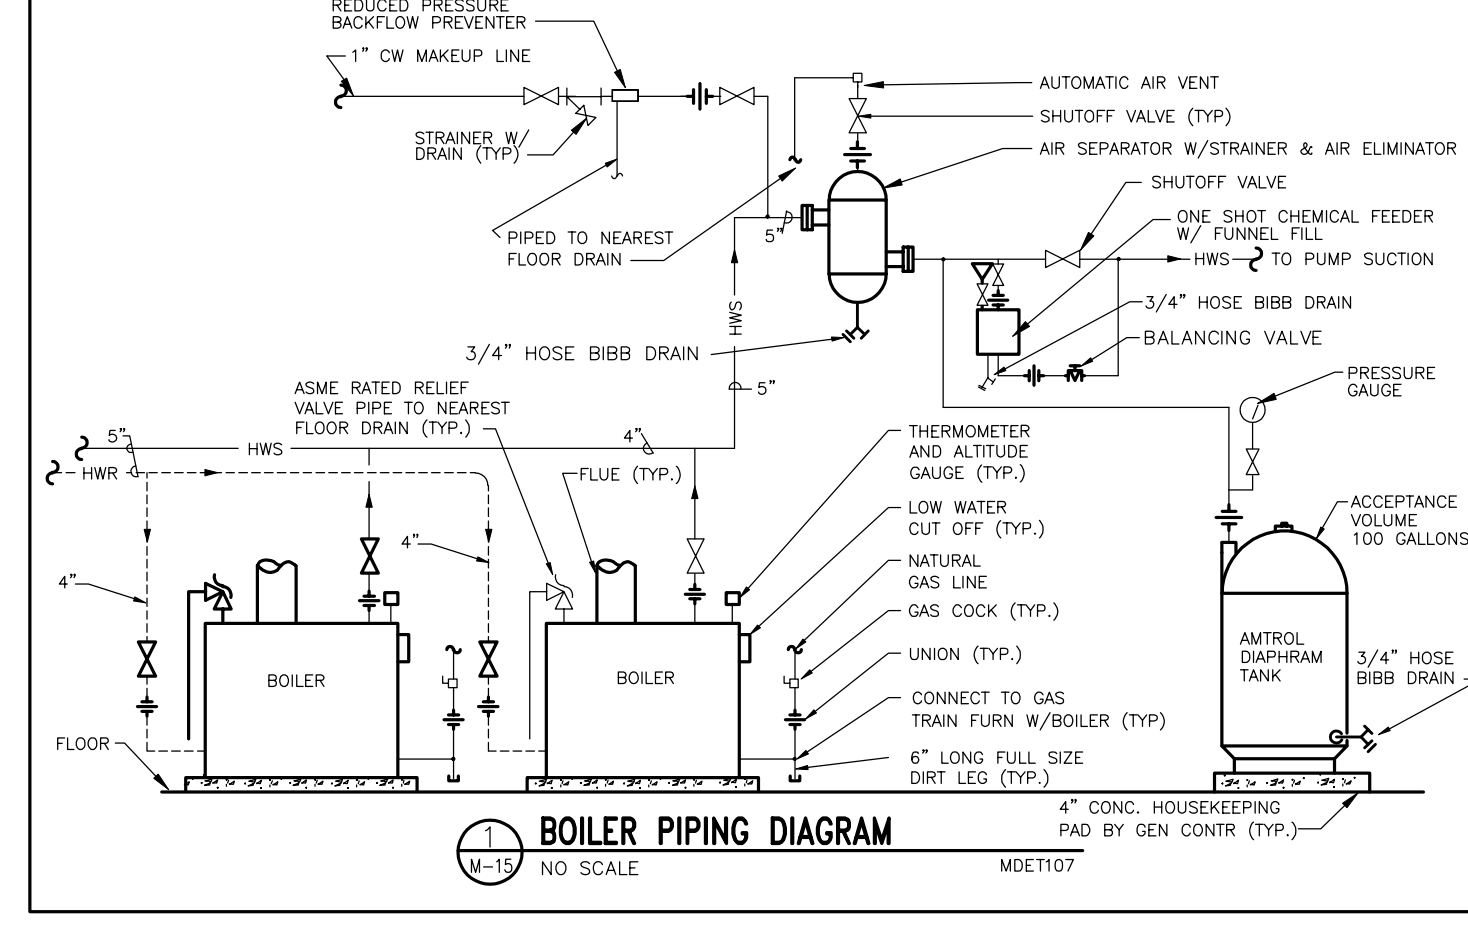 REDUCED PRESSURE
BACKFLOW PREVENTER
1" CW MAKEUP LINE
STRAINER W/
DRAIN (TYP)
AUTOMATIC AIR VENT
SHUTOFF VALVE (TYP)
AIR SEPARATOR W/STRAINER & AIR ELIMINATOR
SHUTOFF VALVE
ONE SHOT CHEMICAL FEEDER
W/ FUNNEL FILL
5"
PIPED TO NEAREST
FLOOR DRAIN
HWS
TO PUMP SUCTION
HWS
3/4" HOSE BIBB DRAIN
BALANCING VALVE
3/4" HOSE BIBB DRAIN
5"
PRESSURE
GAUGE
ASME RATED RELIEF
VALVE PIPE TO NEAREST
FLOOR DRAIN (TYP.)
5"
HWS
4"
HWR
FLUE (TYP.)
THERMOMETER
AND ALTITUDE
GAUGE (TYP.)
LOW WATER
CUT OFF (TYP.)
ACCEPTANCE
VOLUME
100 GALLONS
4"
4"
NATURAL
GAS LINE
GAS COCK (TYP.)
UNION (TYP.)
BOILER
BOILER
AMTROL
DIAPHRAM
TANK
3/4" HOSE
BIBB DRAIN
CONNECT TO GAS
TRAIN FURN W/BOILER (TYP)
FLOOR
6" LONG FULL SIZE
DIRT LEG (TYP.)
4" CONC. HOUSEKEEPING
PAD BY GEN CONTR (TYP.)
1
M-15
BOILER PIPING DIAGRAM
NO SCALE
MDET107